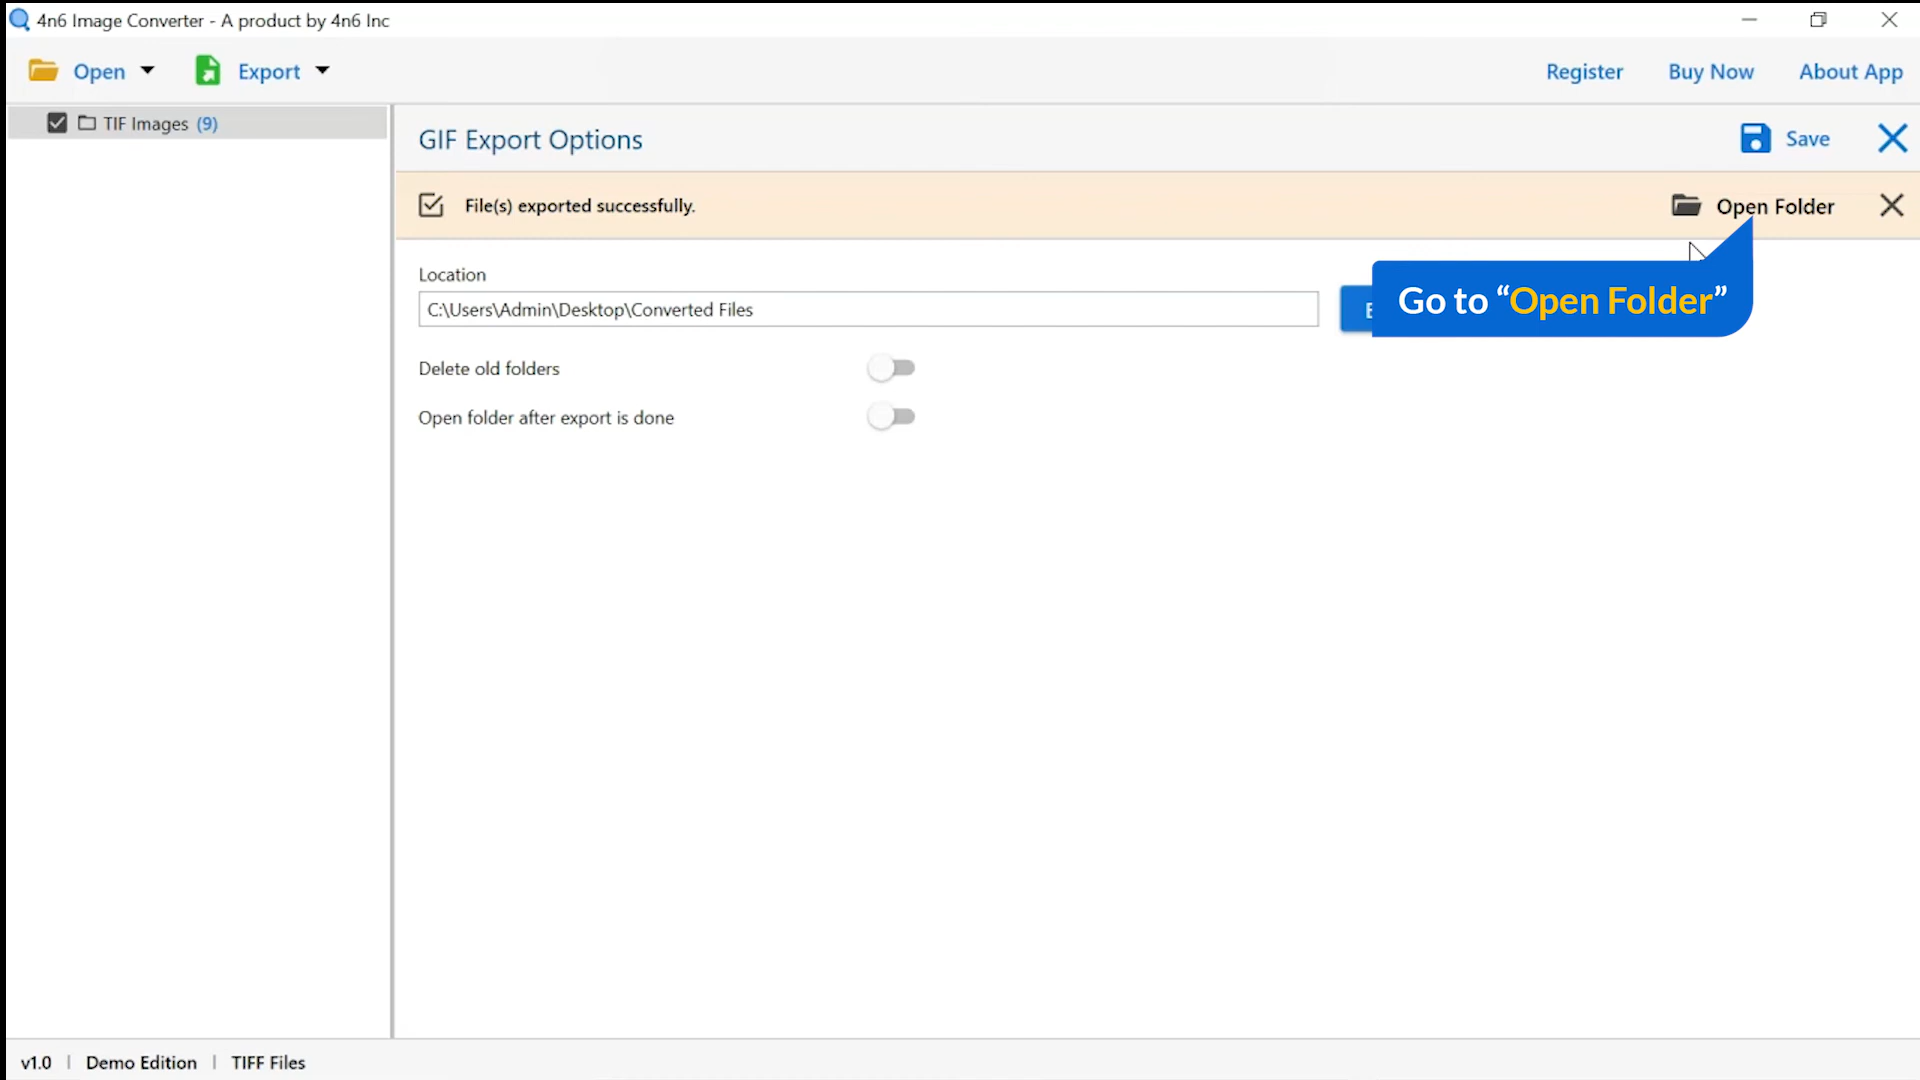 4n6 Image Converter - A product by 4n6 Inc
Open
Export
Register
Buy Now
About App
TIF Images (9)
GIF Export Options
Save
File(s) exported successfully.
Open Folder
Location
C:\Users\Admin\Desktop\Converted Files
Go to “Open Folder”
Delete old folders
Open folder after export is done
v1.0 | Demo Edition | TIFF Files